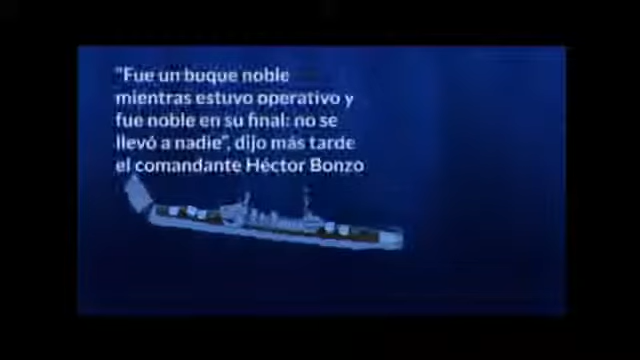 "Fue un buque noble
mientras estuvo operativo y
fue noble en su final: no se
llevó a nadie", dijo más tarde
el comandante Héctor Bonzo